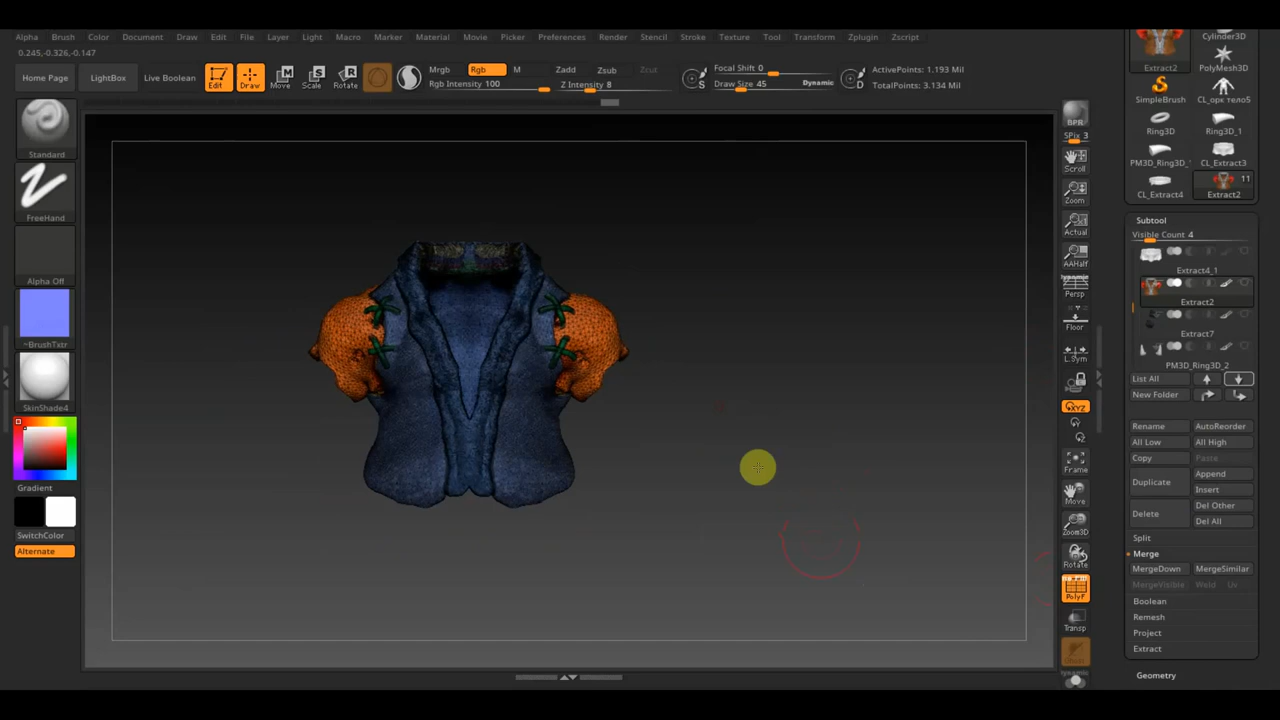 Alpha Brush Color Document Draw Edit File Layer Light Macro Marker Material Movie Picker Preferences Render Stencil Stroke Texture Tool Transform Zplugin Zscript
0.245,-0.326,-0.147
Home Page
LightBox
Live Boolean
Edit
Draw
Move
Scale
Rotate
Mrgb Rgb M
Rgb Intensity 100
Zadd Zsub Zcut
Z Intensity 8
S
Focal Shift 0
Draw Size 45 Dynamic
D
ActivePoints: 1.193 Mil
TotalPoints: 3.134 Mil
Standard
FreeHand
Alpha Off
~BrushTxtr
SkinShade4
Gradient
SwitchColor
Alternate
BPR
SPix 3
Scroll
Zoom
Actual
AAHalf
Dynamic
Persp
Floor
L.Sym
XYZ
Frame
Move
Zoom3D
Rotate
PolyF
Transp
Dynamic
Cylinder3D
Extract2 PolyMesh3D
SimpleBrush CL_орк тело5
Ring3D Ring3D_1
PM3D_Ring3D_ CL_Extract3
11
CL_Extract4 Extract2
Subtool
Visible Count 4
Extract4_1
Extract2
Extract7
PM3D_Ring3D_2
List All
New Folder
Rename AutoReorder
All Low All High
Copy Paste
Duplicate Append
Insert
Delete Del Other
Del All
Split
Merge
MergeDown MergeSimilar
MergeVisible Weld Uv
Boolean
Remesh
Project
Extract
Geometry